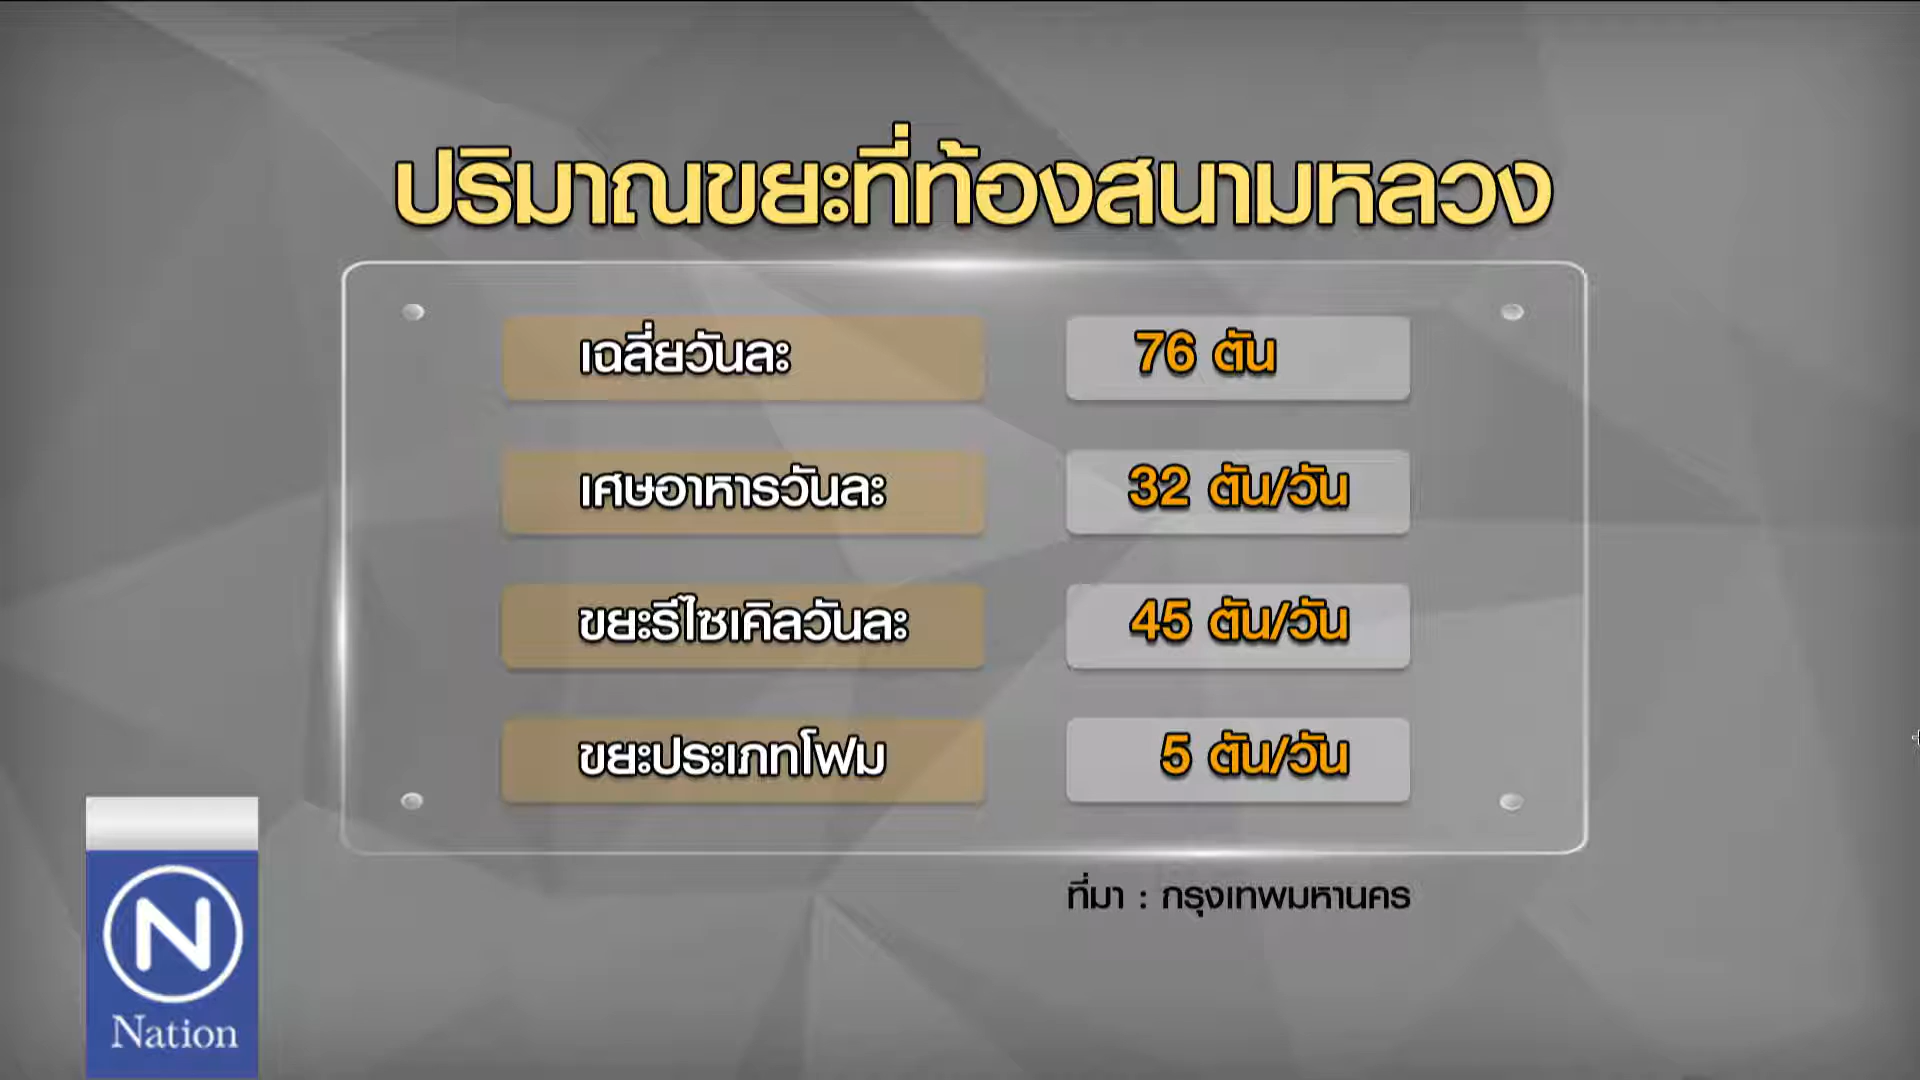 ปริมาณขยะที่ท้องสนามหลวง
เฉลี่ยวันละ 76 ตัน
เศษอาหารวันละ 32 ตัน/วัน
ขยะรีไซเคิลวันละ 45 ตัน/วัน
ขยะประเภทโฟม 5 ตัน/วัน
ที่มา : กรุงเทพมหานคร
N
Nation